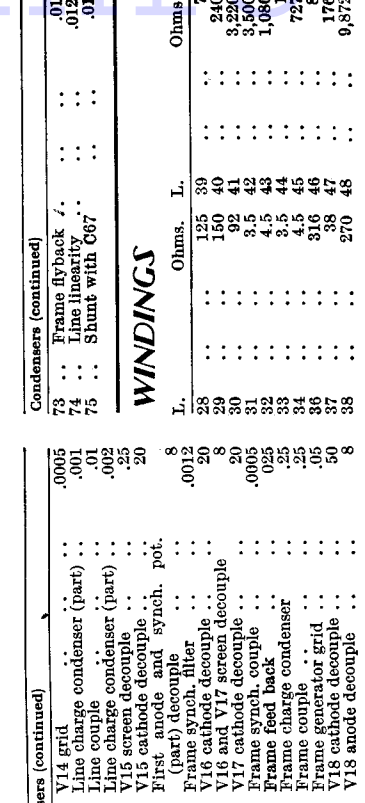 ers (continued)
V14 grid .. .. .. .0005
Line charge condenser (part) .. .001
Line couple .. .. .. .01
Line charge condenser (part) .. .002
V15 screen decouple .. .. .25
V15 cathode decouple .. .. 20
First anode and synch. pot.
(part) decouple .. .. 8
Frame synch. filter .. .. .0012
V16 cathode decouple .. .. 20
V16 and V17 screen decouple 8
V17 cathode decouple .. .. 20
Frame synch. couple .. .. .0005
Frame feed back .. .. 025
Frame charge condenser .. .25
Frame couple .. .. .. .25
Frame generator grid .. .. .05
V18 cathode decouple .. .. 50
V18 anode decouple .. .. 8
Condensers (continued)
73 .. Frame flyback .. .. .01
74 .. Line linearity .. .. .012
75 .. Shunt with C67 .. .. .01
WINDINGS
L. Ohms. L. Ohms
28 .. .. 125 39 .. ..
29 .. .. 150 40 .. .. 240
30 .. .. 92 41 .. .. 3,220
31 .. .. 3.5 42 .. .. 3,500
32 .. .. 4.5 43 .. .. 1,080
33 .. .. 3.5 44 .. ..
34 .. .. 4.5 45 .. .. 727
36 .. .. 316 46 .. .. 8
37 .. .. 38 47 .. .. 176
38 .. .. 270 48 .. .. 9,872